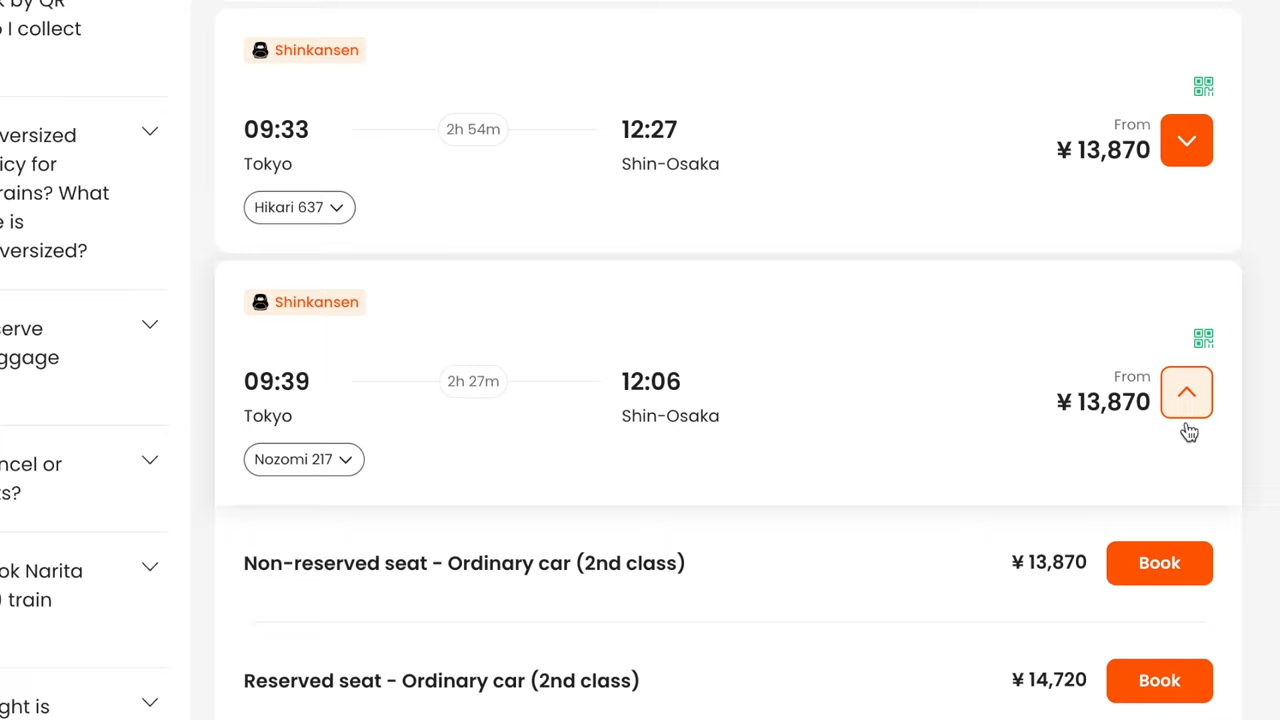 k by QR
o I collect
versized
icy for
rains? What
e is
versized?
erve
ggage
ncel or
ts?
ok Narita
) train
ght is
Shinkansen
09:33
2h 54m
12:27
Tokyo
Shin-Osaka
From
¥ 13,870
Hikari 637
Shinkansen
09:39
2h 27m
12:06
Tokyo
Shin-Osaka
From
¥ 13,870
Nozomi 217
Non-reserved seat - Ordinary car (2nd class)
¥ 13,870
Book
Reserved seat - Ordinary car (2nd class)
¥ 14,720
Book